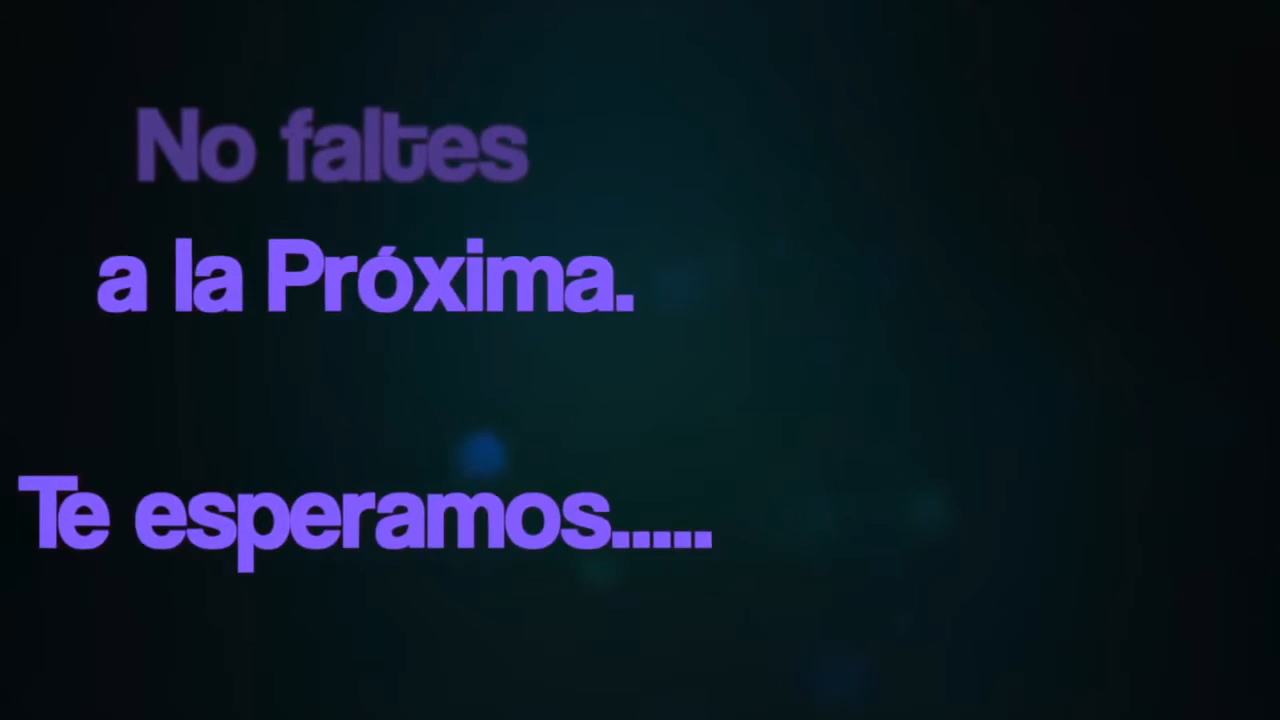 No faltes
a la Próxima.
Te esperamos.....